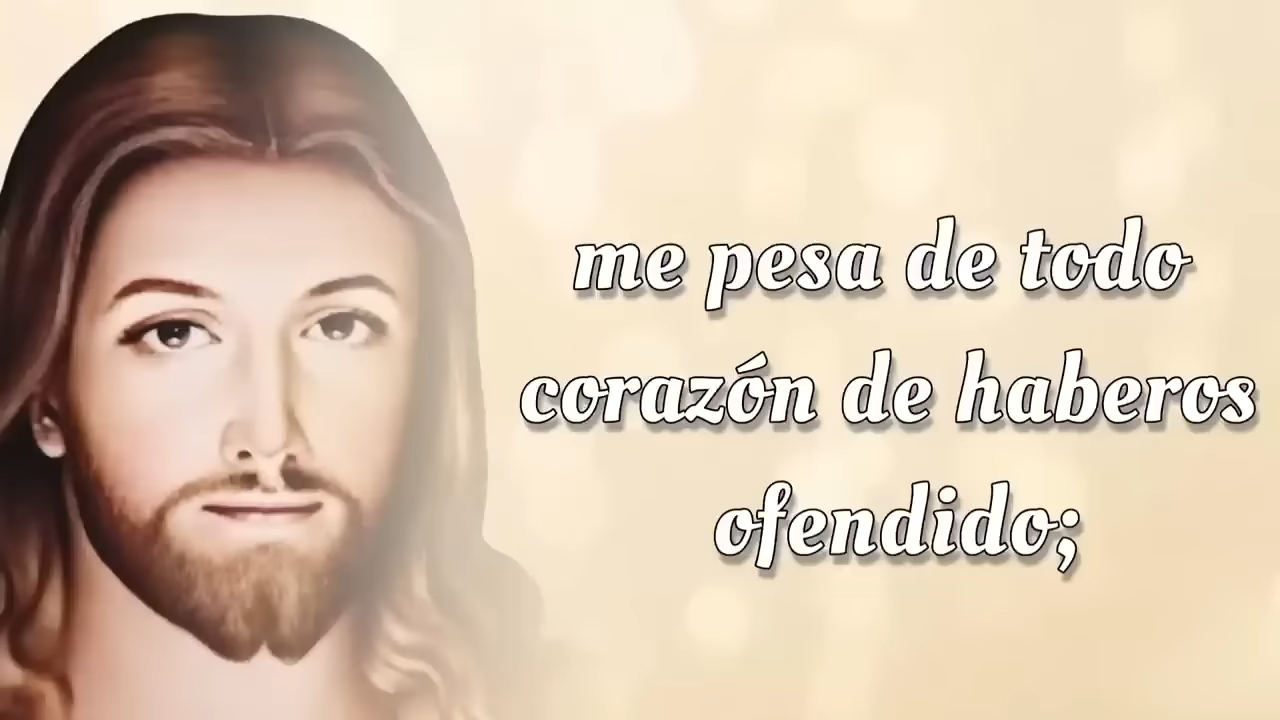 me pesa de todo
corazón de haberos
ofendido;